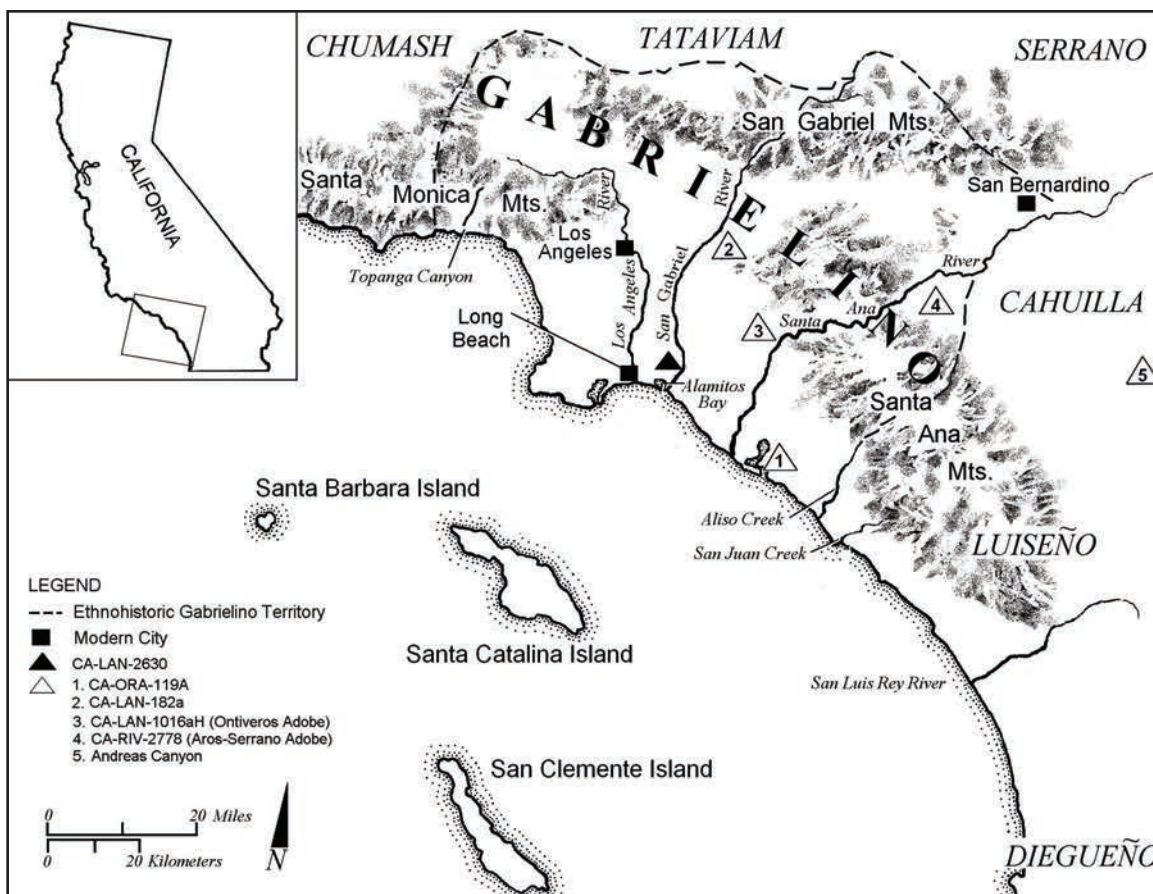 CALIFORNIA
CHUMASH
TATAVIAM
SERRANO
GABRIELINO
San Gabriel Mts.
Santa Monica Mts.
San Bernardino
River
Los
Angeles
Topanga Canyon
Los Angeles
River
San Gabriel
River
Santa Ana
CAHUILLA
Long
Beach
Alamitos
Bay
2
3
4
5
1
Santa
Ana
Mts.
Aliso Creek
San Juan Creek
LUISEÑO
Santa Barbara Island
Santa Catalina Island
San Luis Rey River
San Clemente Island
DIEGUEÑO
LEGEND
Ethnohistoric Gabrielino Territory
Modern City
CA-LAN-2630
1. CA-ORA-119A
2. CA-LAN-182a
3. CA-LAN-1016aH (Ontiveros Adobe)
4. CA-RIV-2778 (Aros-Serrano Adobe)
5. Andreas Canyon
0 20 Miles
0 20 Kilometers
N